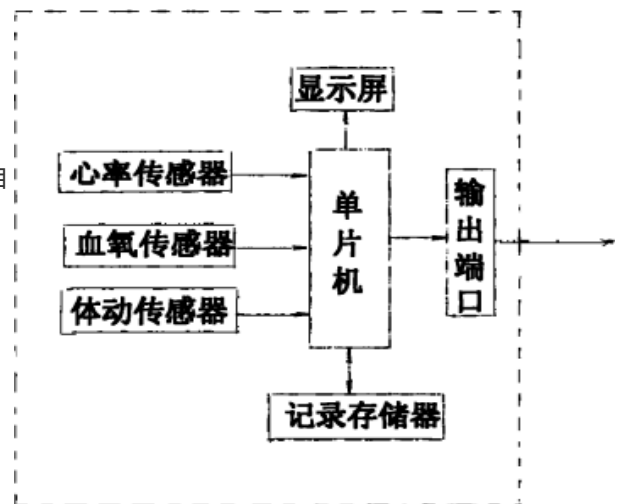 显示屏
心率传感器
血氧传感器
体动传感器
单片机
输出端口
记录存储器